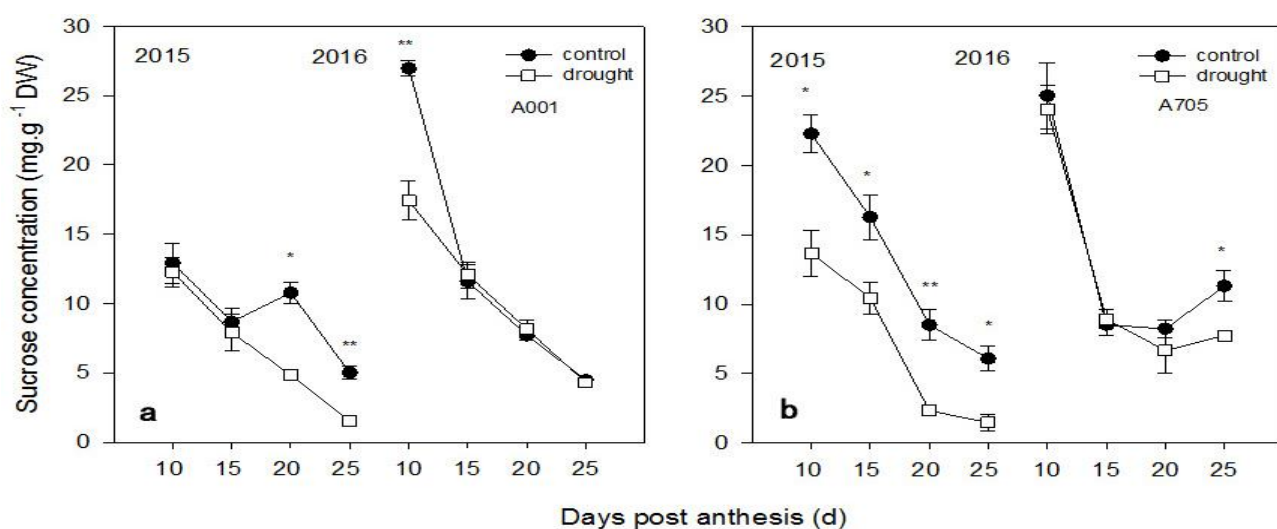 Sucrose concentration (mg.g⁻¹ DW)
30
25
20
15
10
5
0
2015
2016
control
drought
A001
**
*
**
a
10 15 20 25 10 15 20 25
30
25
20
15
10
5
0
2015
2016
control
drought
A705
*
*
**
*
*
b
10 15 20 25 10 15 20 25
Days post anthesis (d)